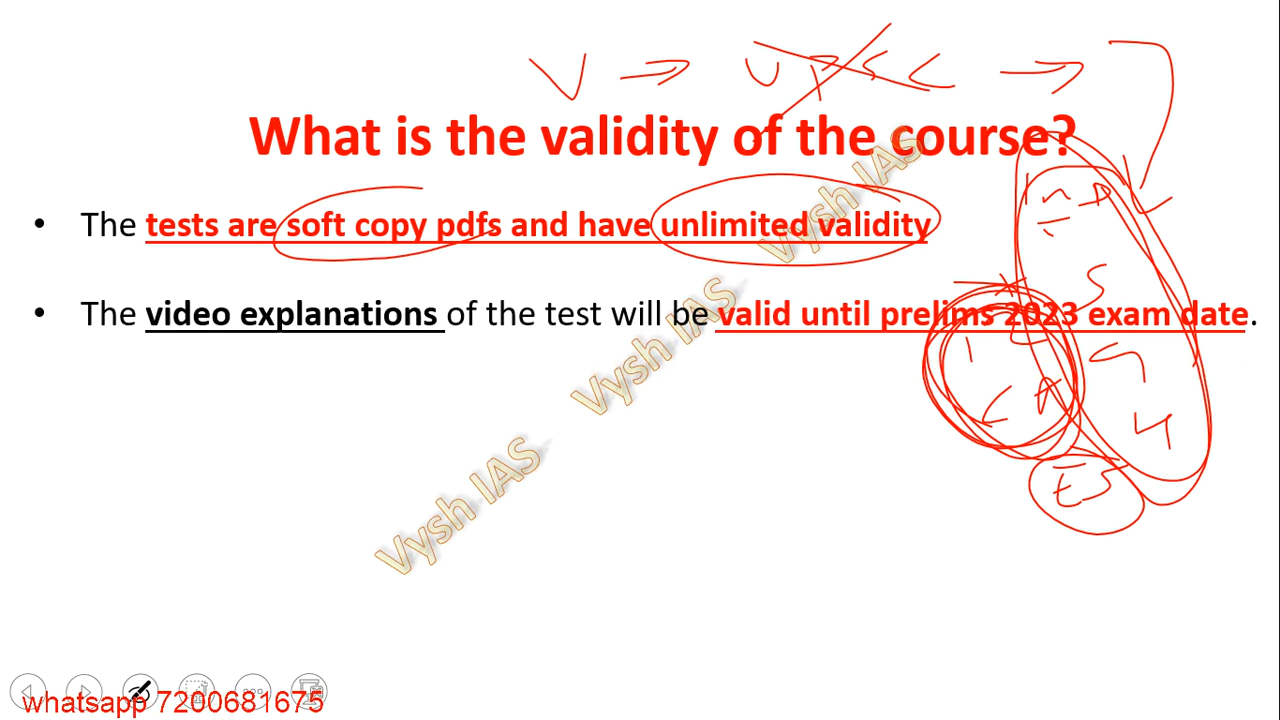 V ⇒ upsc →
What is the validity of the course?
• The tests are soft copy pdfs and have unlimited validity
• The video explanations of the test will be valid until prelims 2023 exam date.
Vysh IAS
Vysh IAS
Vysh IAS
ES
whatsapp 7200681675